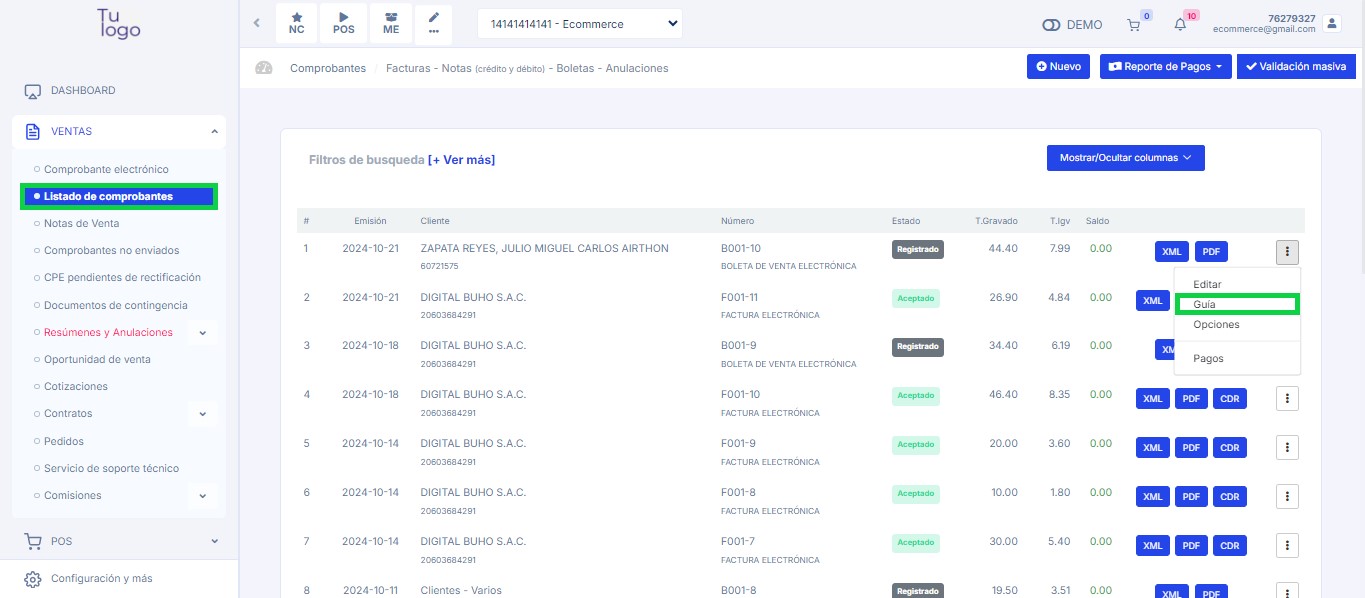 Tu
logo
DASHBOARD
VENTAS
Comprobante electrónico
Listado de comprobantes
Notas de Venta
Comprobantes no enviados
CPE pendientes de rectificación
Documentos de contingencia
Resúmenes y Anulaciones
Oportunidad de venta
Cotizaciones
Contratos
Pedidos
Servicio de soporte técnico
Comisiones
POS
Configuración y más
NC POS ME ...
14141414141 - Ecommerce
DEMO 0 10
76279327
ecommerce@gmail.com
Comprobantes / Facturas - Notas (crédito y débito) - Boletas - Anulaciones
Nuevo Reporte de Pagos Validación masiva
Filtros de busqueda [+ Ver más]
Mostrar/Ocultar columnas
# Emisión Cliente Número Estado T.Gravado T.Igv Saldo
1 2024-10-21 ZAPATA REYES, JULIO MIGUEL CARLOS AIRTHON B001-10 Registrado 44.40 7.99 0.00 XML PDF
60721575 BOLETA DE VENTA ELECTRÓNICA
Editar
Guía
Opciones
Pagos
2 2024-10-21 DIGITAL BUHO S.A.C. F001-11 Aceptado 26.90 4.84 0.00 XML
20603684291 FACTURA ELECTRÓNICA
3 2024-10-18 DIGITAL BUHO S.A.C. B001-9 Registrado 34.40 6.19 0.00 XM
20603684291 BOLETA DE VENTA ELECTRÓNICA
4 2024-10-18 DIGITAL BUHO S.A.C. F001-10 Aceptado 46.40 8.35 0.00 XML PDF CDR
20603684291 FACTURA ELECTRÓNICA
5 2024-10-14 DIGITAL BUHO S.A.C. F001-9 Aceptado 20.00 3.60 0.00 XML PDF CDR
20603684291 FACTURA ELECTRÓNICA
6 2024-10-14 DIGITAL BUHO S.A.C. F001-8 Aceptado 10.00 1.80 0.00 XML PDF CDR
20603684291 FACTURA ELECTRÓNICA
7 2024-10-14 DIGITAL BUHO S.A.C. F001-7 Aceptado 30.00 5.40 0.00 XML PDF CDR
20603684291 FACTURA ELECTRÓNICA
8 2024-10-11 Clientes - Varios B001-8 Registrado 19.50 3.51 0.00 XML PDF